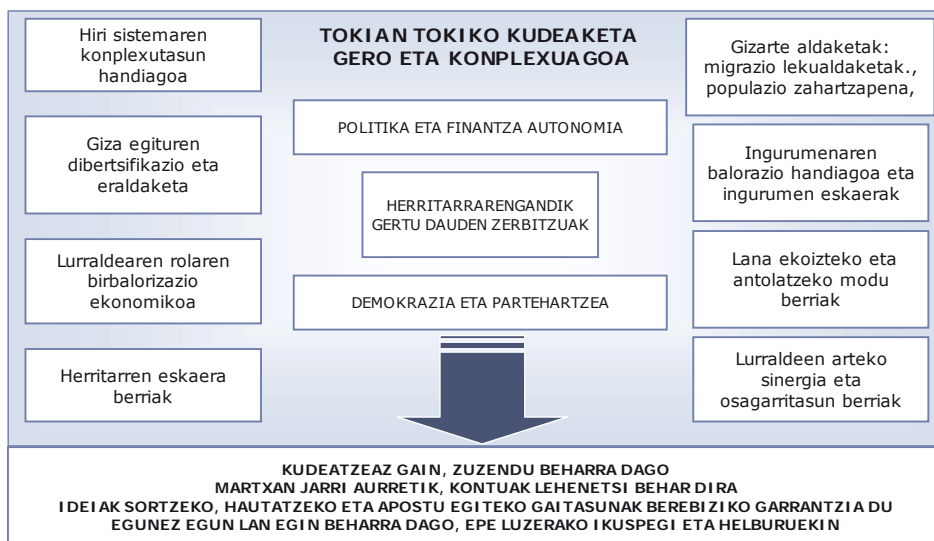 Hiri sistemaren
konplexutasun
handiagoa
Giza egituren
dibertsifikazio eta
eraldaketa
Lurraldearen rolaren
birbalorizazio
ekonomikoa
Herritarren eskaera
berriak
TOKIAN TOKIKO KUDEAKETA
GERO ETA KONPLEXUAGOA
POLITIKA ETA FINANTZA AUTONOMIA
HERRITARRARENGANDIK
GERTU DAUDEN ZERBITZUAK
DEMOKRAZIA ETA PARTEHARTZEA
Gizarte aldaketak:
migrazio lekualdaketak.,
populazio zahartzapena,
Ingurumenaren
balorazio handiagoa eta
ingurumen eskaerak
Lana ekoizteko eta
antolatzeko modu
berriak
Lurraldeen arteko
sinergia eta
osagarritasun berriak
KUDEATZEAZ GAIN, ZUZENDU BEHARRA DAGO
MARTXAN JARRI AURRETIK, KONTUAK LEHENETSI BEHAR DIRA
IDEIAK SORTZEKO, HAUTATZEKO ETA APOSTU EGITEKO GAITASUNAK BEREBIZIKO GARRANTZIA DU
EGUNEZ EGUN LAN EGIN BEHARRA DAGO, EPE LUZERAKO IKUSPEGI ETA HELBURUEKIN